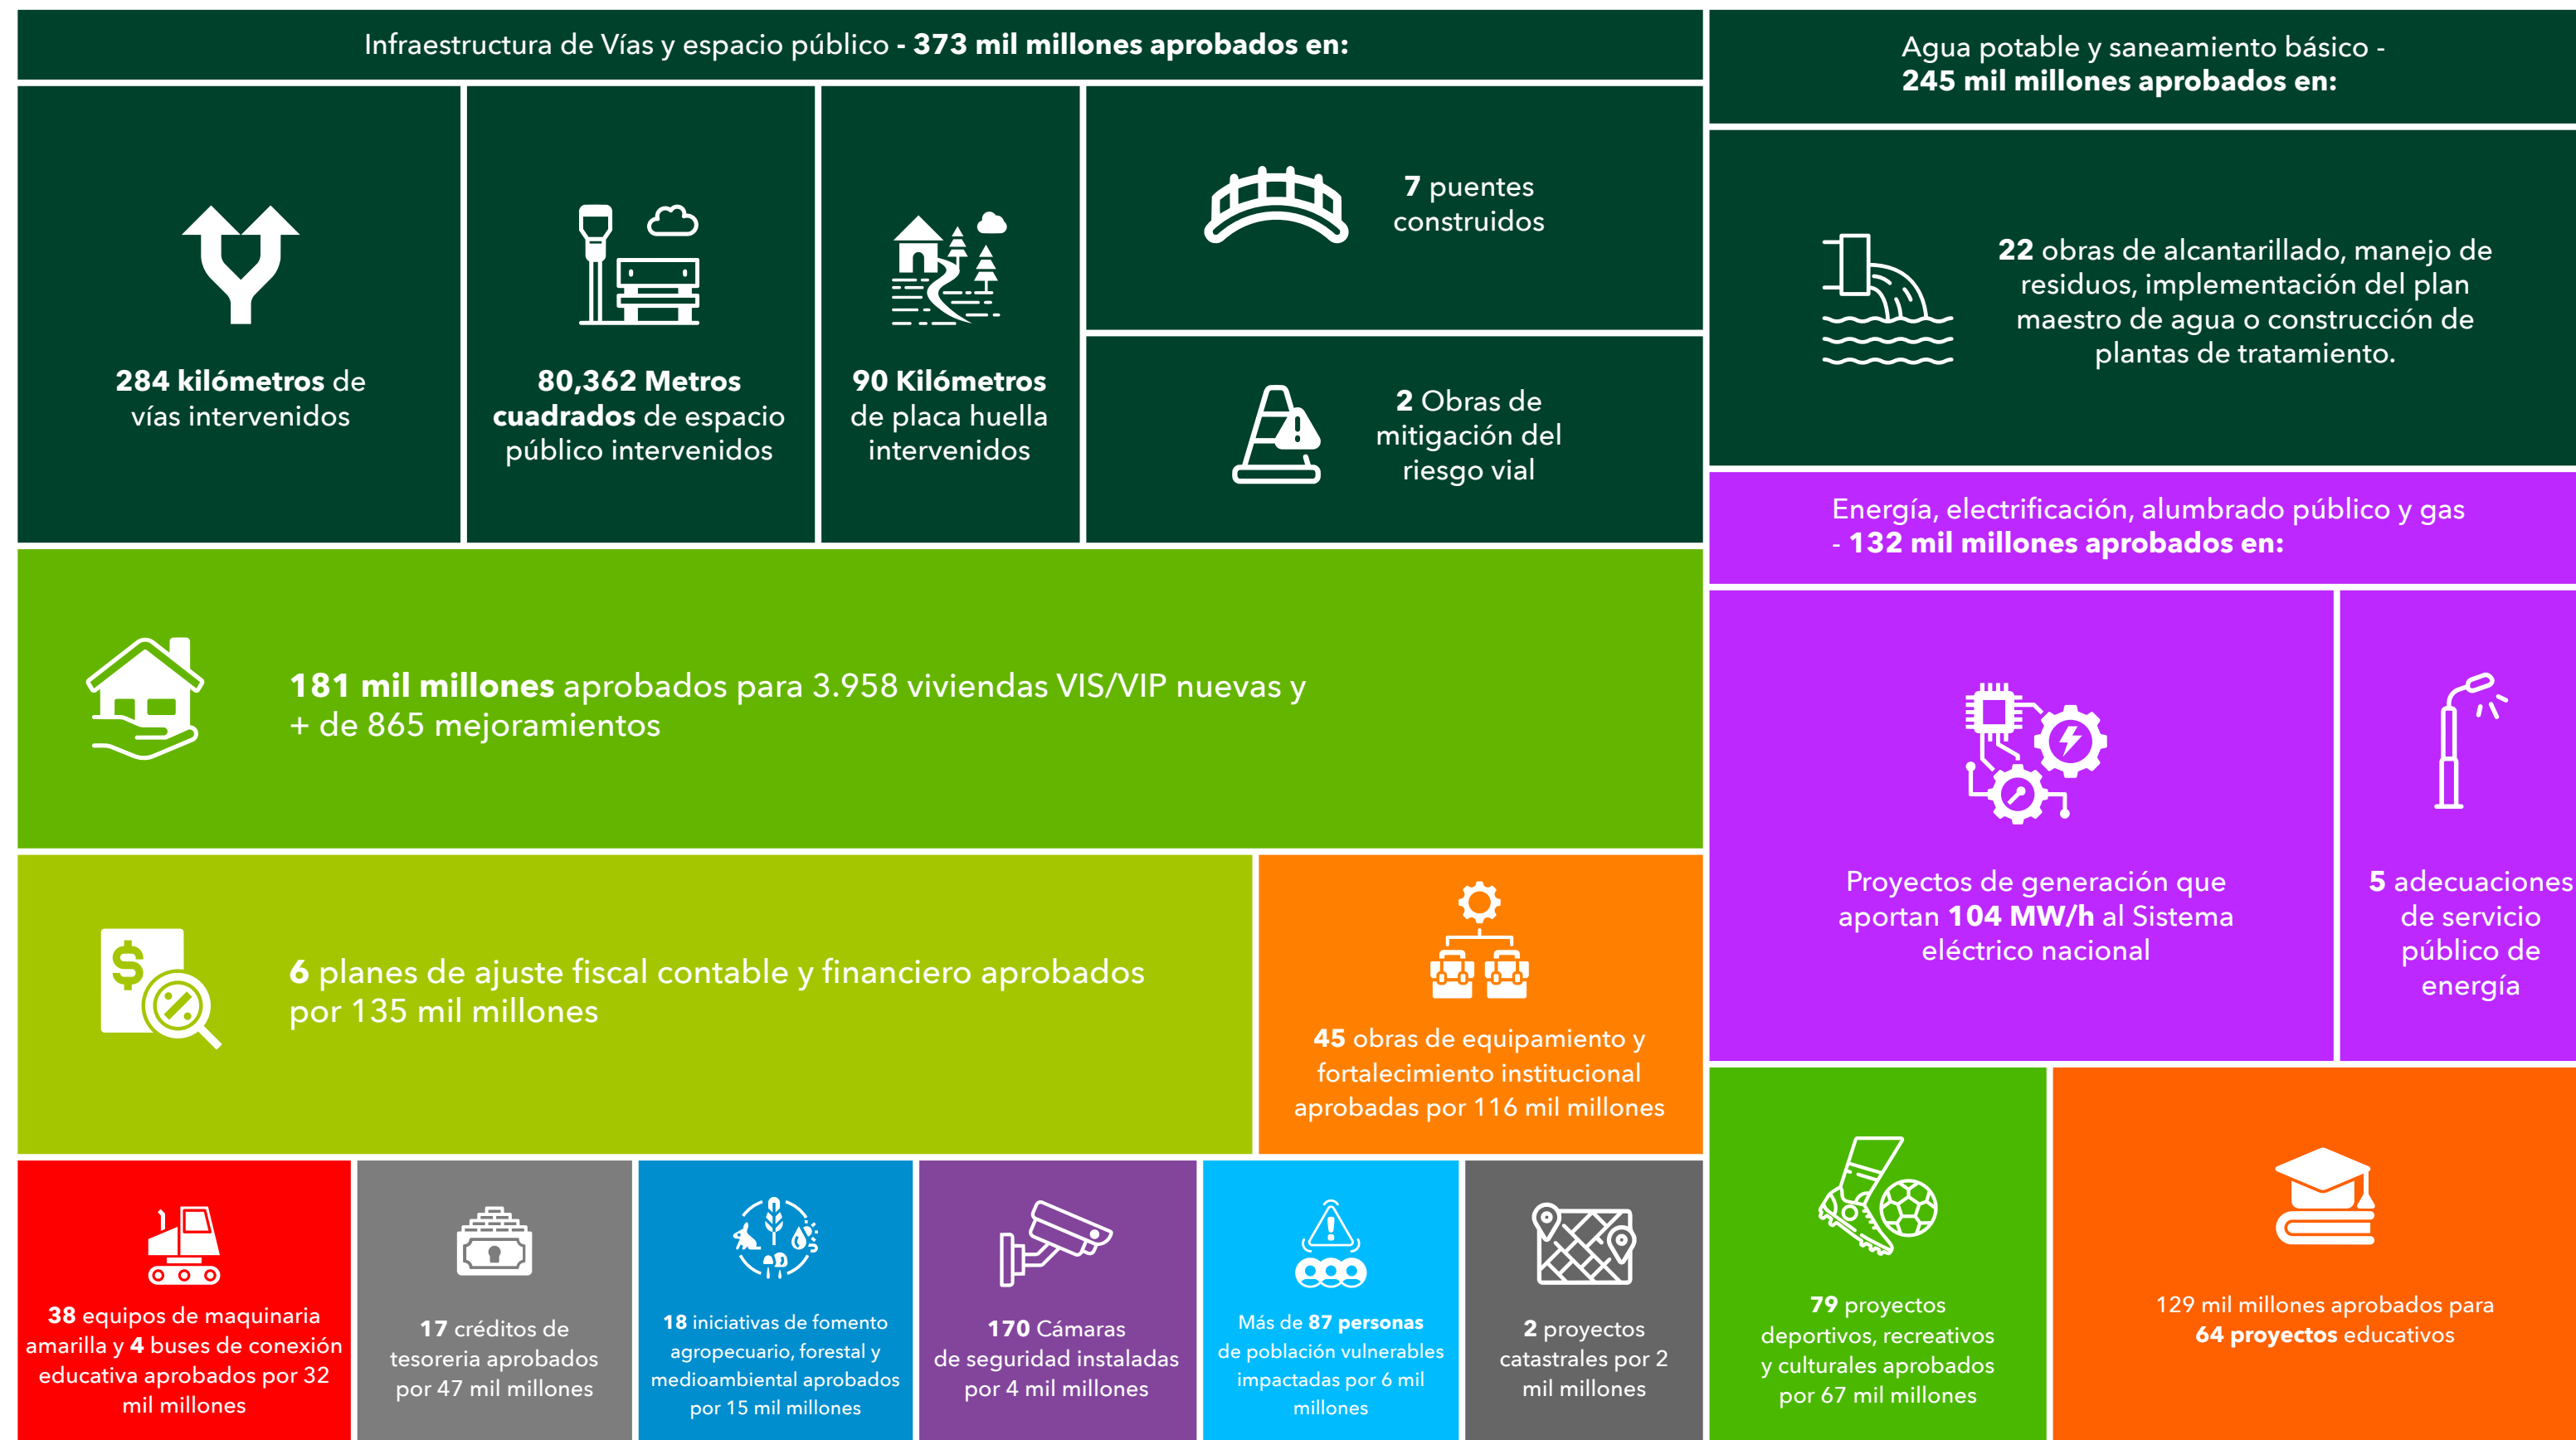 Infraestructura de Vías y espacio público - 373 mil millones aprobados en:
284 kilómetros de
vías intervenidos
80,362 Metros
cuadrados de espacio
público intervenidos
90 Kilómetros
de placa huella
intervenidos
7 puentes
construidos
2 Obras de
mitigación del
riesgo vial
Agua potable y saneamiento básico -
245 mil millones aprobados en:
22 obras de alcantarillado, manejo de
residuos, implementación del plan
maestro de agua o construcción de
plantas de tratamiento.
Energía, electrificación, alumbrado público y gas
- 132 mil millones aprobados en:
Proyectos de generación que
aportan 104 MW/h al Sistema
eléctrico nacional
5 adecuaciones
de servicio
público de
energía
181 mil millones aprobados para 3.958 viviendas VIS/VIP nuevas y
+ de 865 mejoramientos
6 planes de ajuste fiscal contable y financiero aprobados
por 135 mil millones
45 obras de equipamiento y
fortalecimiento institucional
aprobadas por 116 mil millones
38 equipos de maquinaria
amarilla y 4 buses de conexión
educativa aprobados por 32
mil millones
17 créditos de
tesoreria aprobados
por 47 mil millones
18 iniciativas de fomento
agropecuario, forestal y
medioambiental aprobados
por 15 mil millones
170 Cámaras
de seguridad instaladas
por 4 mil millones
Más de 87 personas
de población vulnerables
impactadas por 6 mil
millones
2 proyectos
catastrales por 2
mil millones
79 proyectos
deportivos, recreativos
y culturales aprobados
por 67 mil millones
129 mil millones aprobados para
64 proyectos educativos